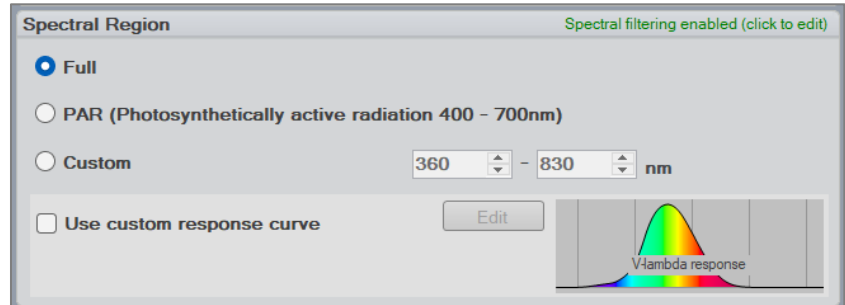 Spectral Region Spectral filtering enabled (click to edit)
Full
PAR (Photosynthetically active radiation 400 - 700nm)
Custom 360 - 830 nm
Use custom response curve Edit
V-lambda response